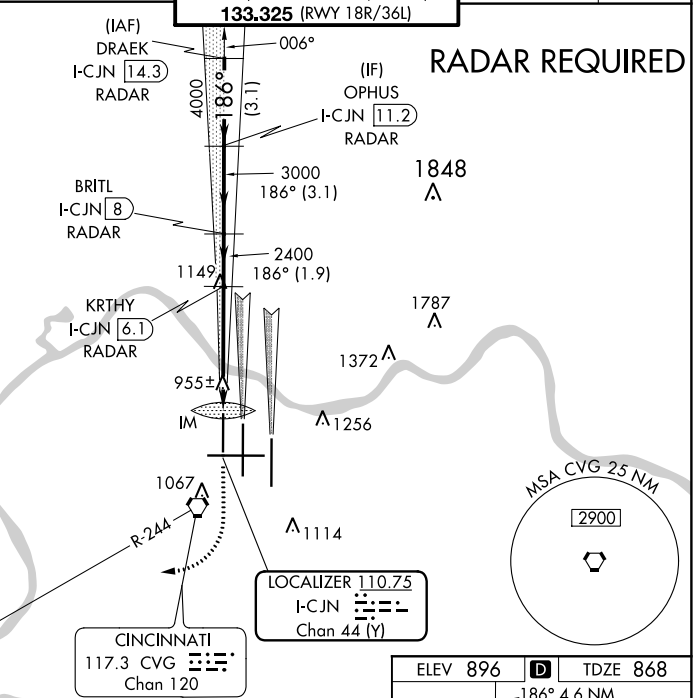 133.325 (RWY 18R/36L)
RADAR REQUIRED
(IAF)
DRAEK
I-CJN 14.3
RADAR
006°
4000
186°
(3.1)
(IF)
OPHUS
I-CJN 11.2
RADAR
3000
186° (3.1)
1848
BRITL
I-CJN 8
RADAR
2400
186° (1.9)
1149
KRTHY
I-CJN 6.1
RADAR
1787
1372
955±
IM
1256
1067
R-244
1114
MSA CVG 25 NM
2900
LOCALIZER 110.75
I-CJN
Chan 44 (Y)
CINCINNATI
117.3 CVG
Chan 120
ELEV 896 D TDZE 868
186° 4.6 NM